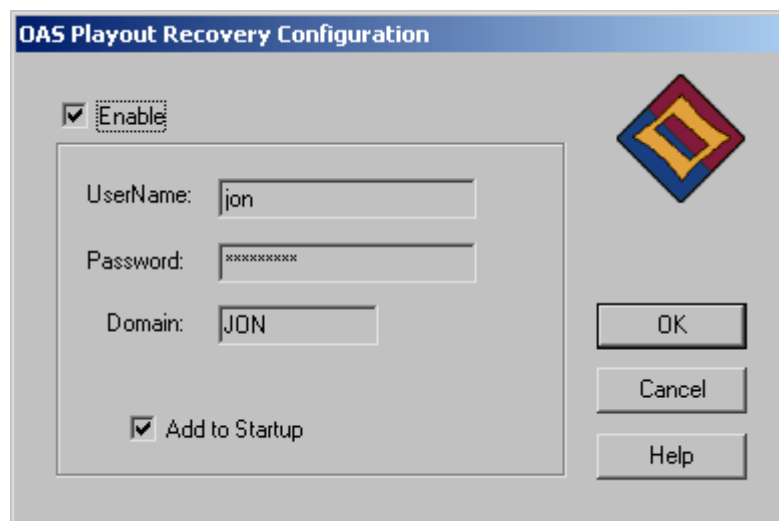 OAS Playout Recovery Configuration
Enable
UserName: jon
Password: *********
Domain: JON
Add to Startup
OK
Cancel
Help